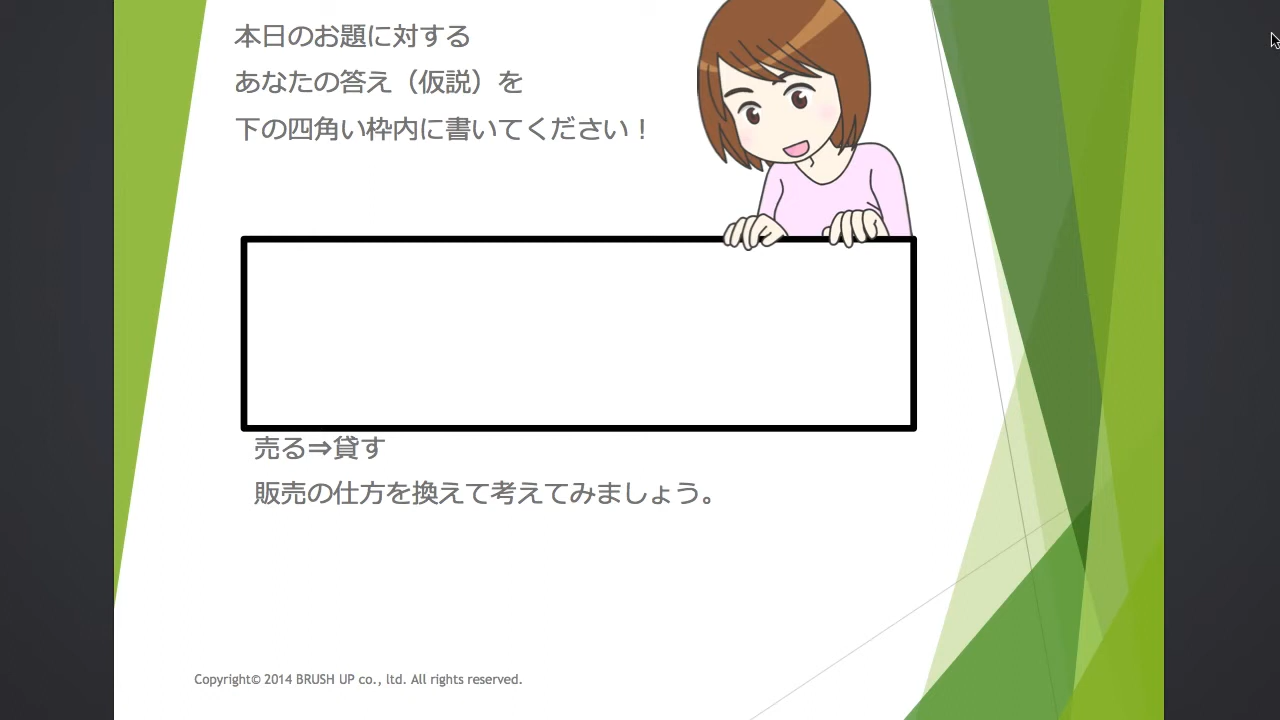 本日のお題に対する
あなたの答え（仮説）を
下の四角い枠内に書いてください！
売る⇒貸す
販売の仕方を換えて考えてみましょう。
Copyright© 2014 BRUSH UP co., ltd. All rights reserved.